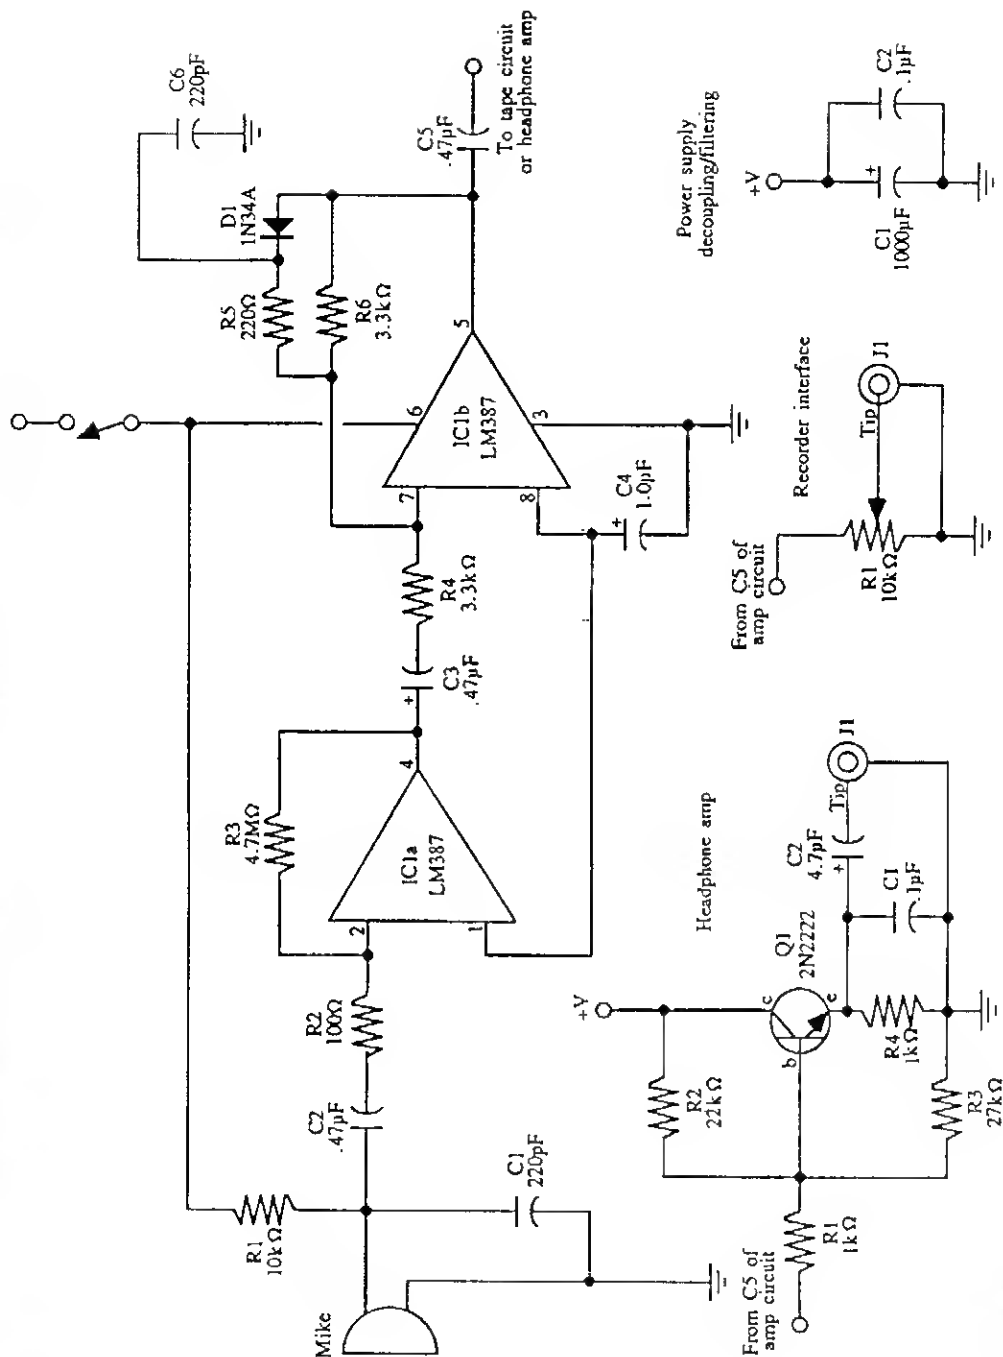 Mike
R1
10kΩ
C1
220pF
C2
.47µF
R2
100Ω
R3
4.7MΩ
2
1
IC1a
LM387
4
+
C3
.47µF
R4
3.3kΩ
7
8
6
3
5
IC1b
LM387
+
C4
1.0µF
R5
220Ω
R6
3.3kΩ
D1
1N34A
C6
220pF
C5
.47µF
To tape circuit
or headphone amp
Headphone amp
From C5 of
amp circuit
R1
1kΩ
R2
22kΩ
R3
27kΩ
+V
b
c
e
Q1
2N2222
R4
1kΩ
C1
.1µF
+
C2
4.7pF
Tip
J1
Recorder interface
From C5 of
amp circuit
R1
10kΩ
Tip
J1
Power supply
decoupling/filtering
+V
+
C1
1000µF
C2
.1µF